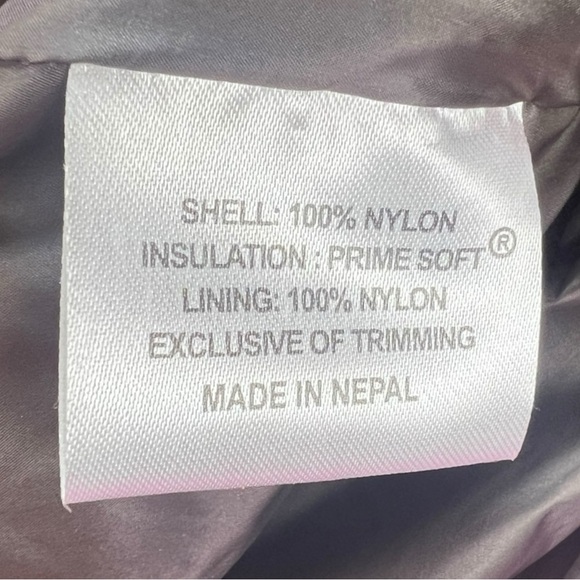 SHELL: 100% NYLON
INSULATION : PRIME SOFT®
LINING: 100% NYLON
EXCLUSIVE OF TRIMMING
MADE IN NEPAL